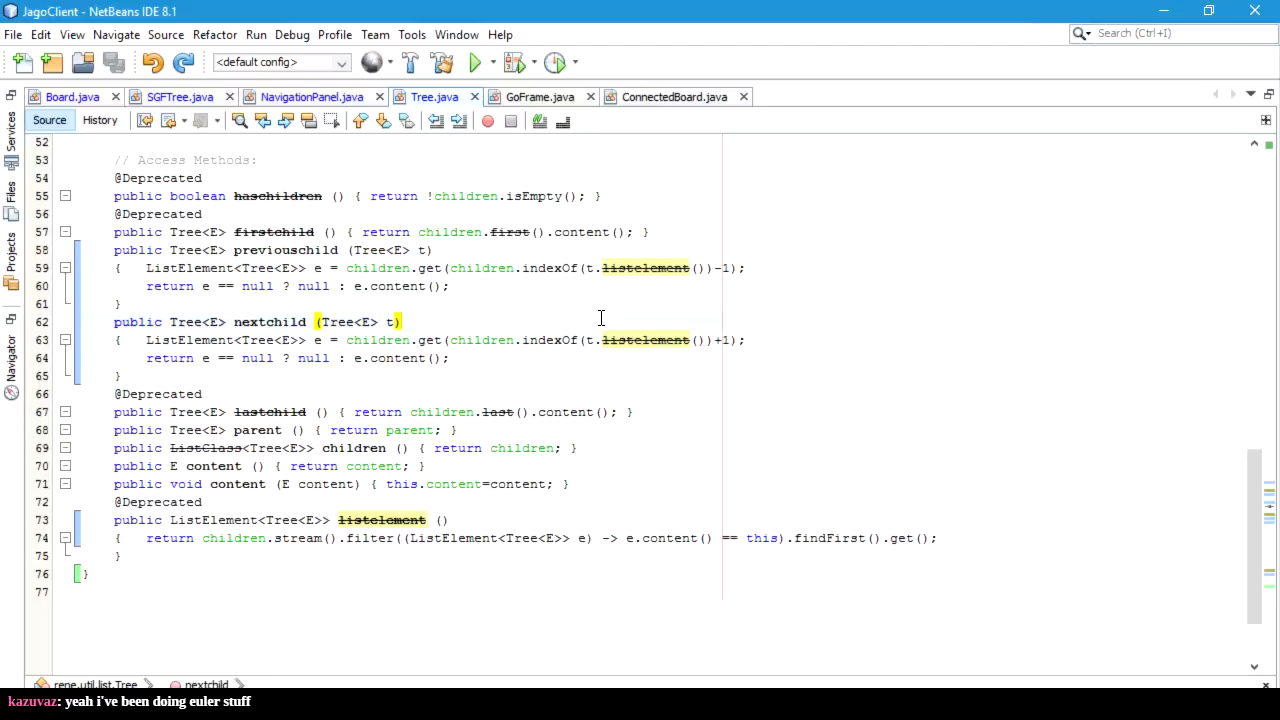 JagoClient - NetBeans IDE 8.1
File Edit View Navigate Source Refactor Run Debug Profile Team Tools Window Help
Search (Ctrl+I)
<default config>
Board.java SGFTree.java NavigationPanel.java Tree.java GoFrame.java ConnectedBoard.java
Source History
Services
Files
Projects
Navigator
52
53 // Access Methods:
54 @Deprecated
55 public boolean haschildren () { return !children.isEmpty(); }
56 @Deprecated
57 public Tree<E> firstchild () { return children.first().content(); }
58 public Tree<E> previouschild (Tree<E> t)
59 { ListElement<Tree<E>> e = children.get(children.indexOf(t.listelement())-1);
60 return e == null ? null : e.content();
61 }
62 public Tree<E> nextchild (Tree<E> t)
63 { ListElement<Tree<E>> e = children.get(children.indexOf(t.listelement())+1);
64 return e == null ? null : e.content();
65 }
66 @Deprecated
67 public Tree<E> lastchild () { return children.last().content(); }
68 public Tree<E> parent () { return parent; }
69 public ListClass<Tree<E>> children () { return children; }
70 public E content () { return content; }
71 public void content (E content) { this.content=content; }
72 @Deprecated
73 public ListElement<Tree<E>> listelement ()
74 { return children.stream().filter((ListElement<Tree<E>> e) -> e.content() == this).findFirst().get();
75 }
76 }
77
rene.util.list.Tree nextchild
kazuvaz: yeah i've been doing euler stuff